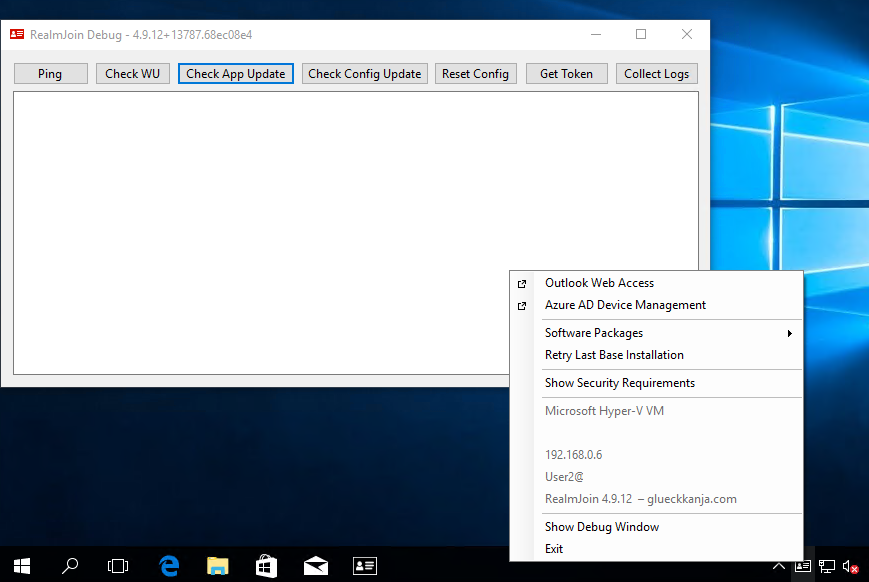 RealmJoin Debug - 4.9.12+13787.68ec08e4
Ping Check WU Check App Update Check Config Update Reset Config Get Token Collect Logs
Outlook Web Access
Azure AD Device Management
Software Packages
Retry Last Base Installation
Show Security Requirements
Microsoft Hyper-V VM
192.168.0.6
User2@
RealmJoin 4.9.12 – glueckkanja.com
Show Debug Window
Exit